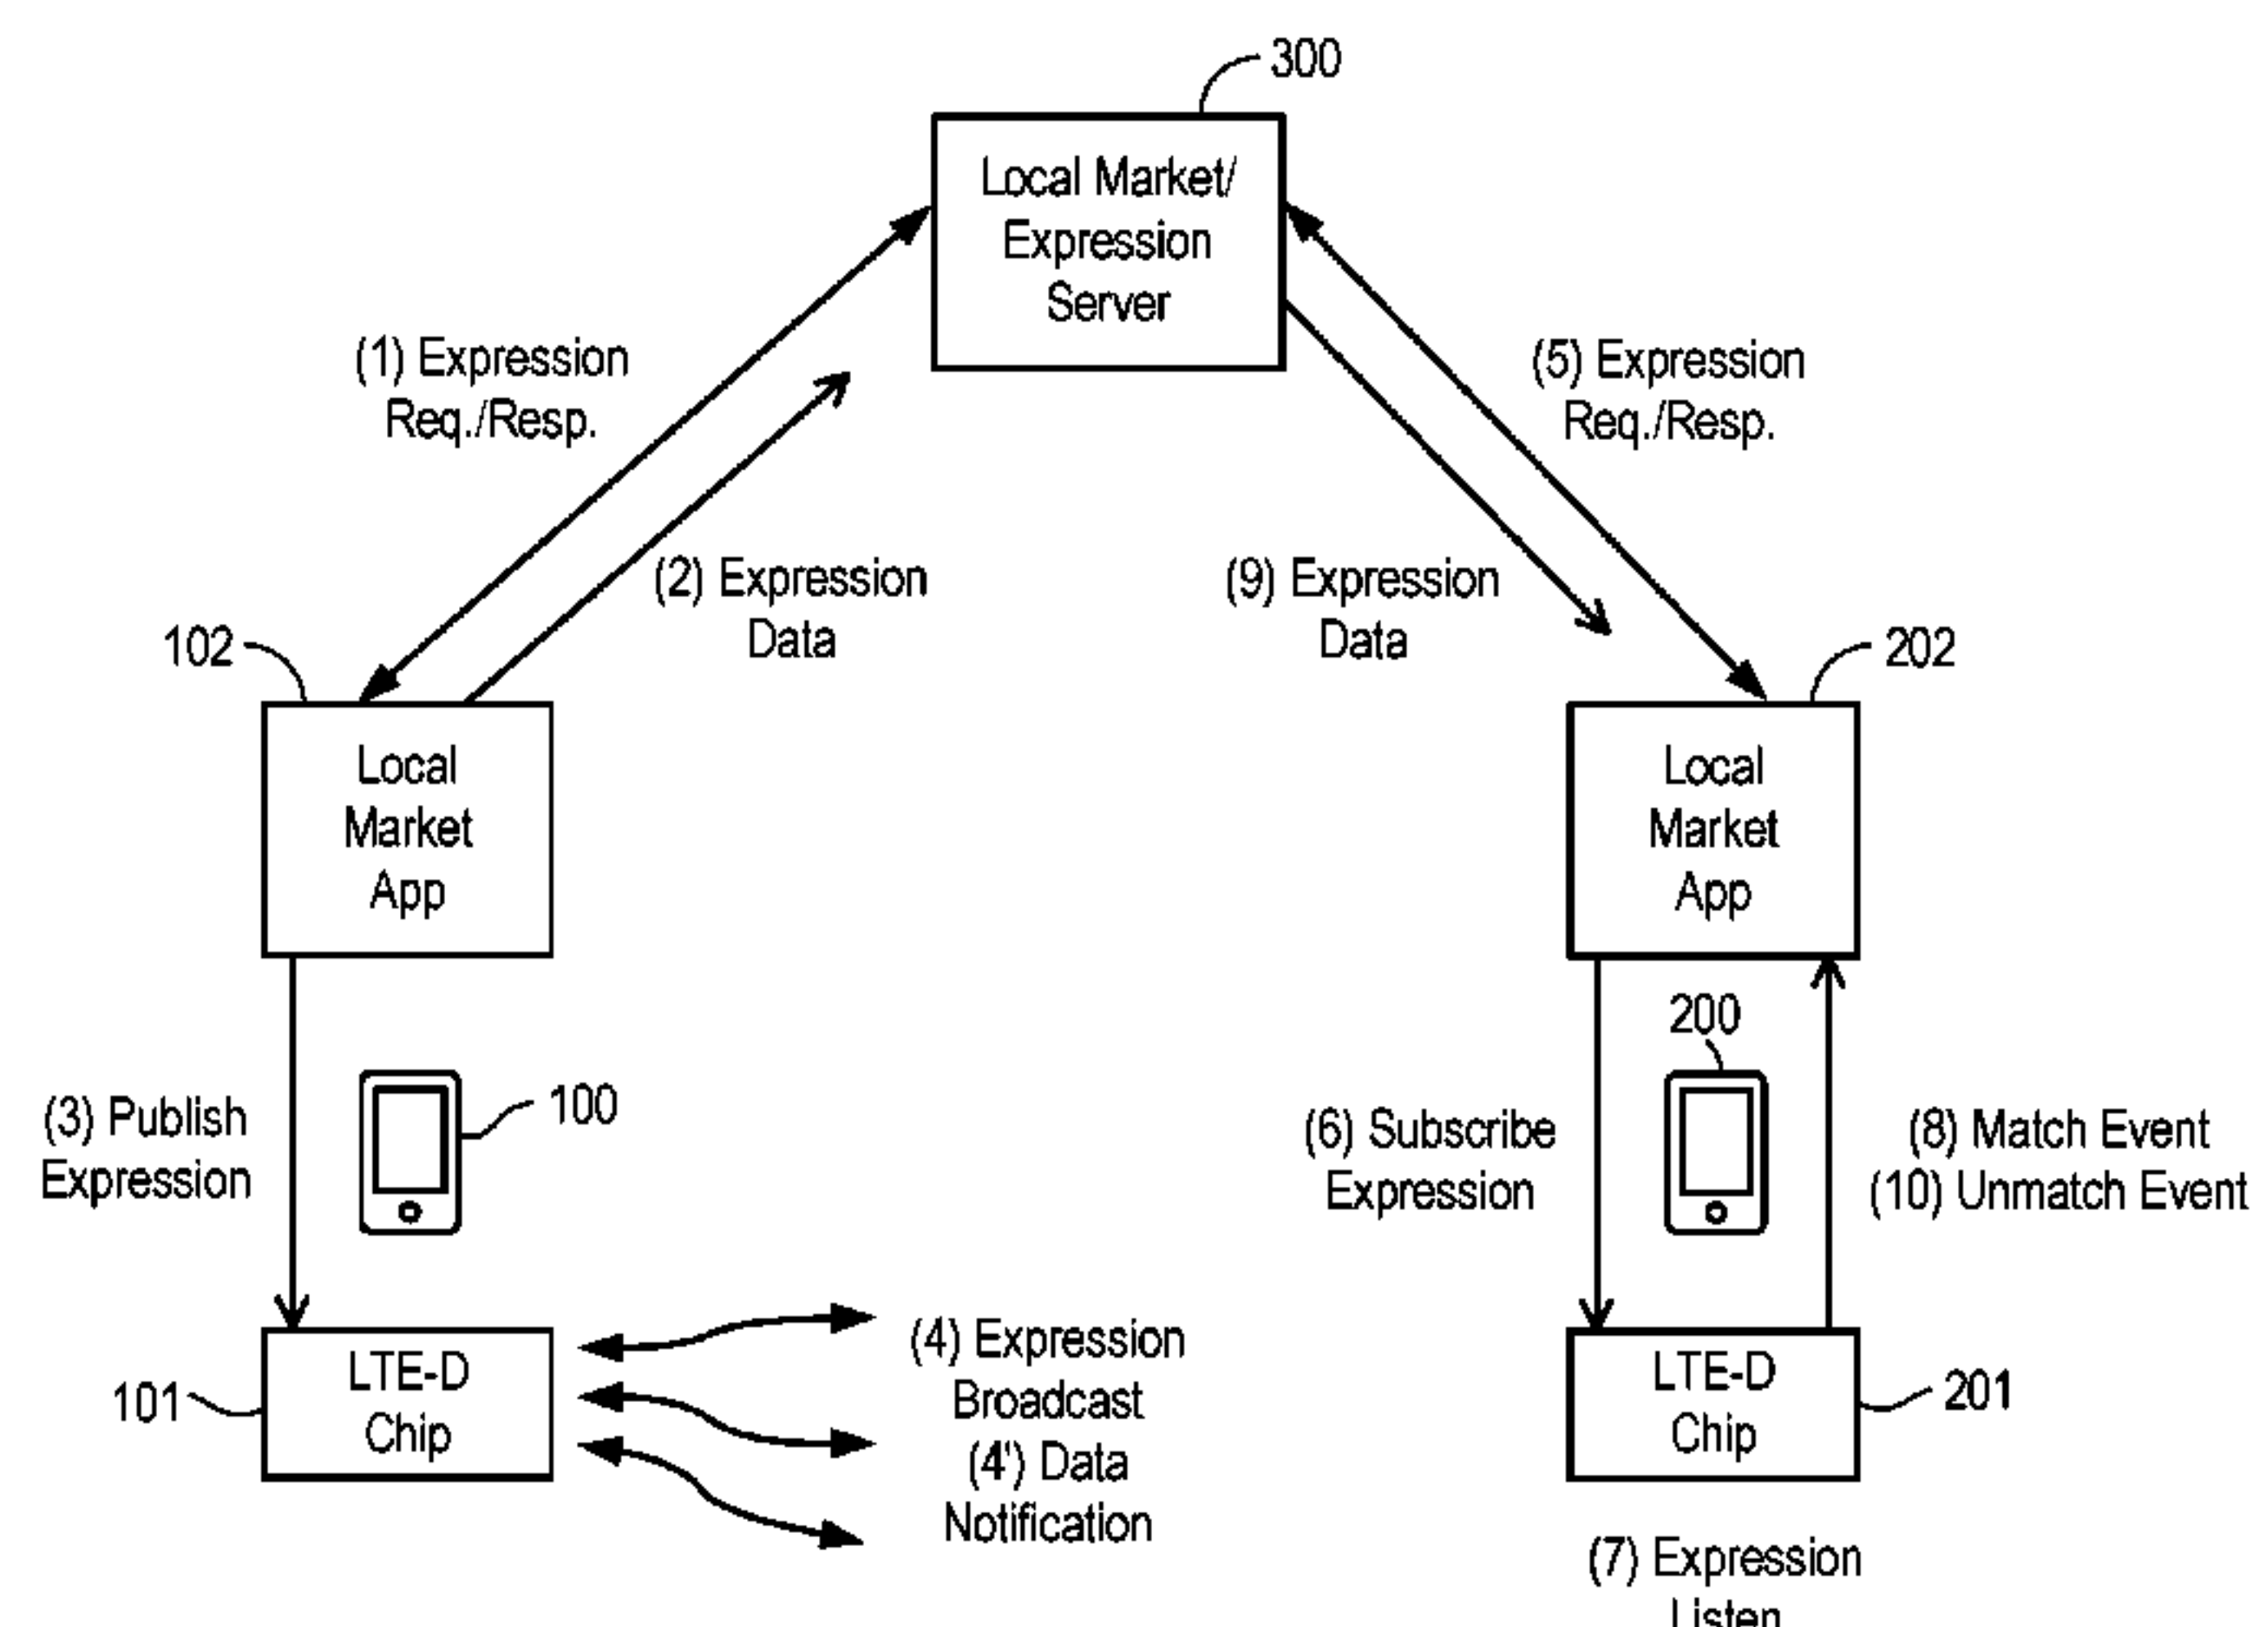 300
Local Market/
Expression
Server
(1) Expression
Req./Resp.
(5) Expression
Req./Resp.
(2) Expression
Data
(9) Expression
Data
102
202
Local
Market
App
Local
Market
App
200
100
(3) Publish
Expression
(6) Subscribe
Expression
(8) Match Event
(10) Unmatch Event
LTE-D
Chip
101
(4) Expression
Broadcast
(4') Data
Notification
LTE-D
Chip
201
(7) Expression
Listen